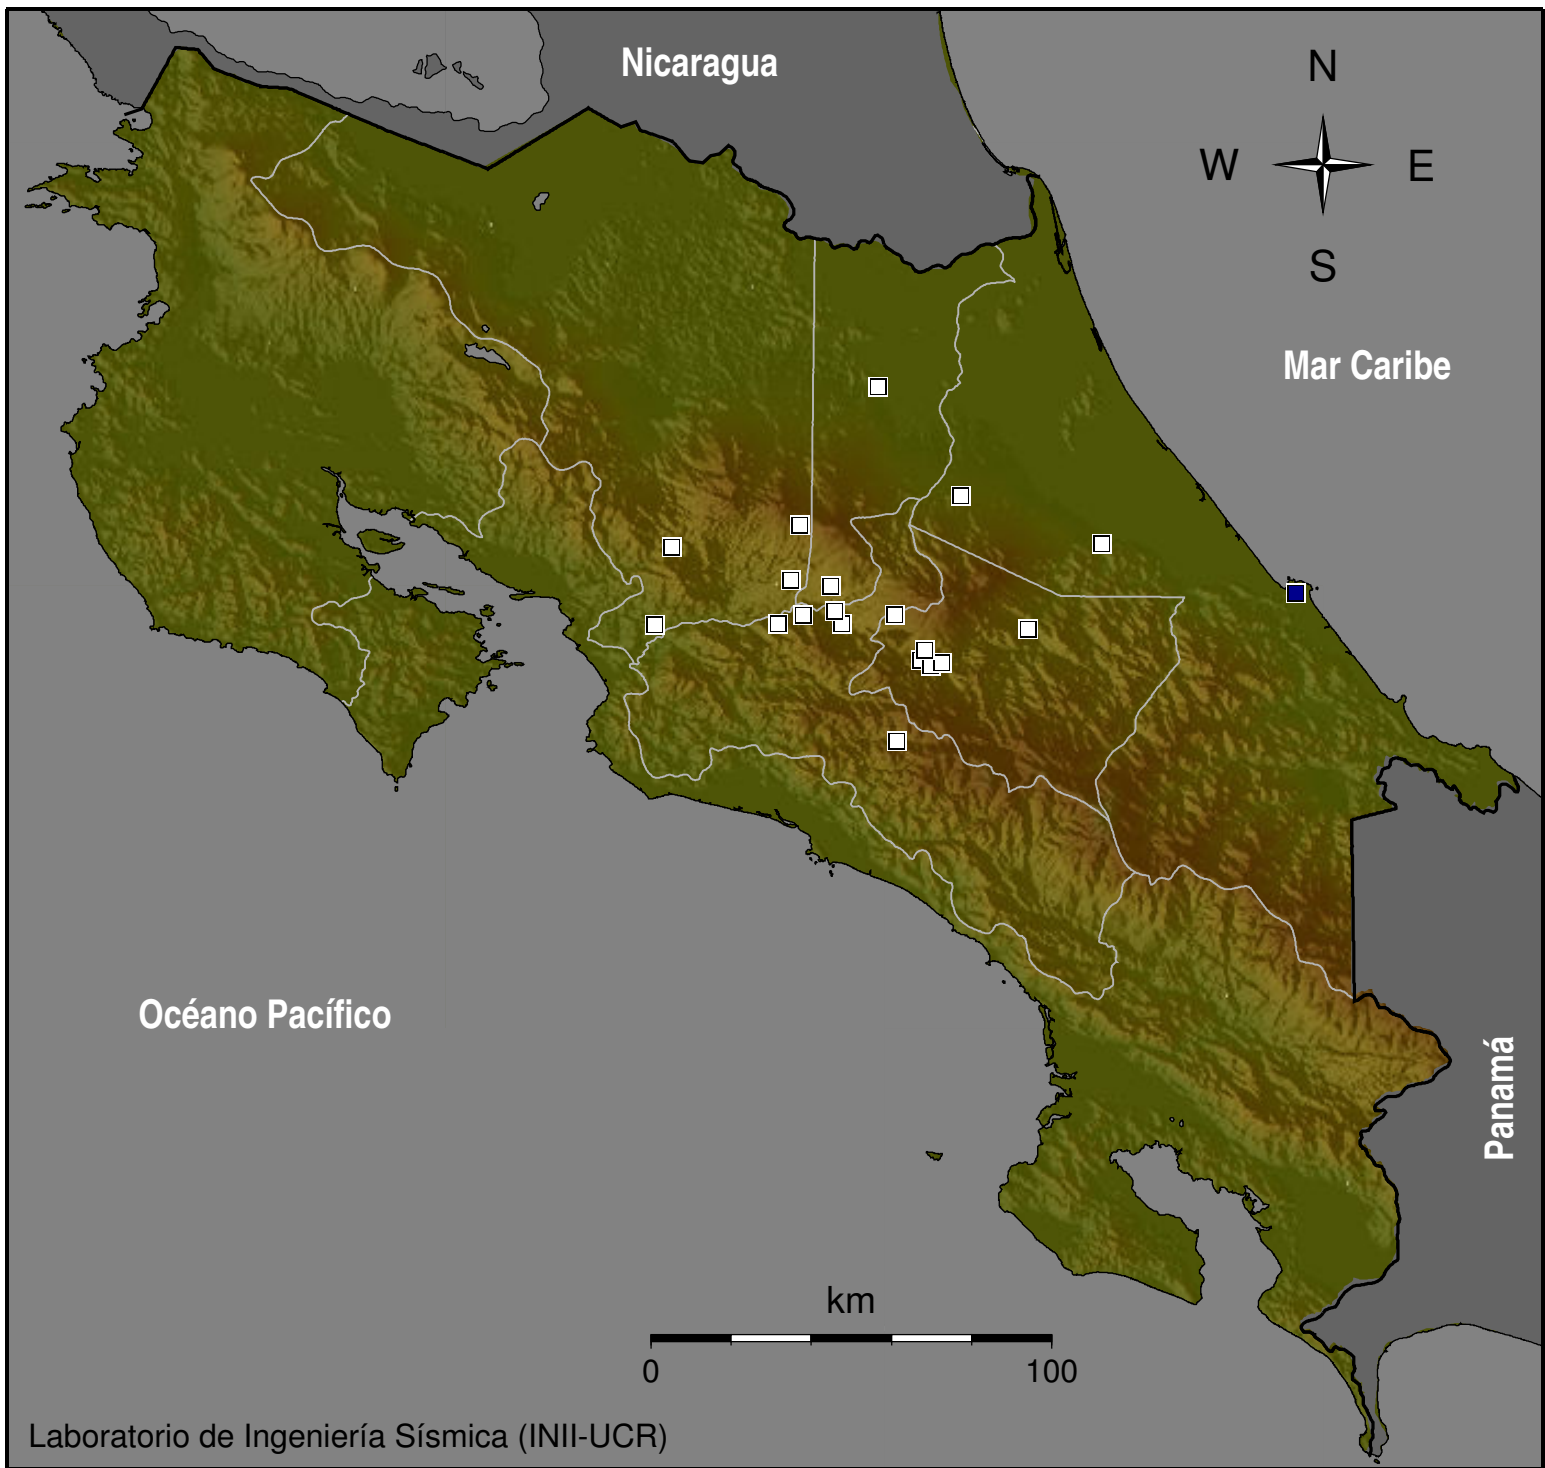 Nicaragua
N
W
E
S
Mar Caribe
Océano Pacífico
Panamá
km
0
100
Laboratorio de Ingeniería Sísmica (INII-UCR)